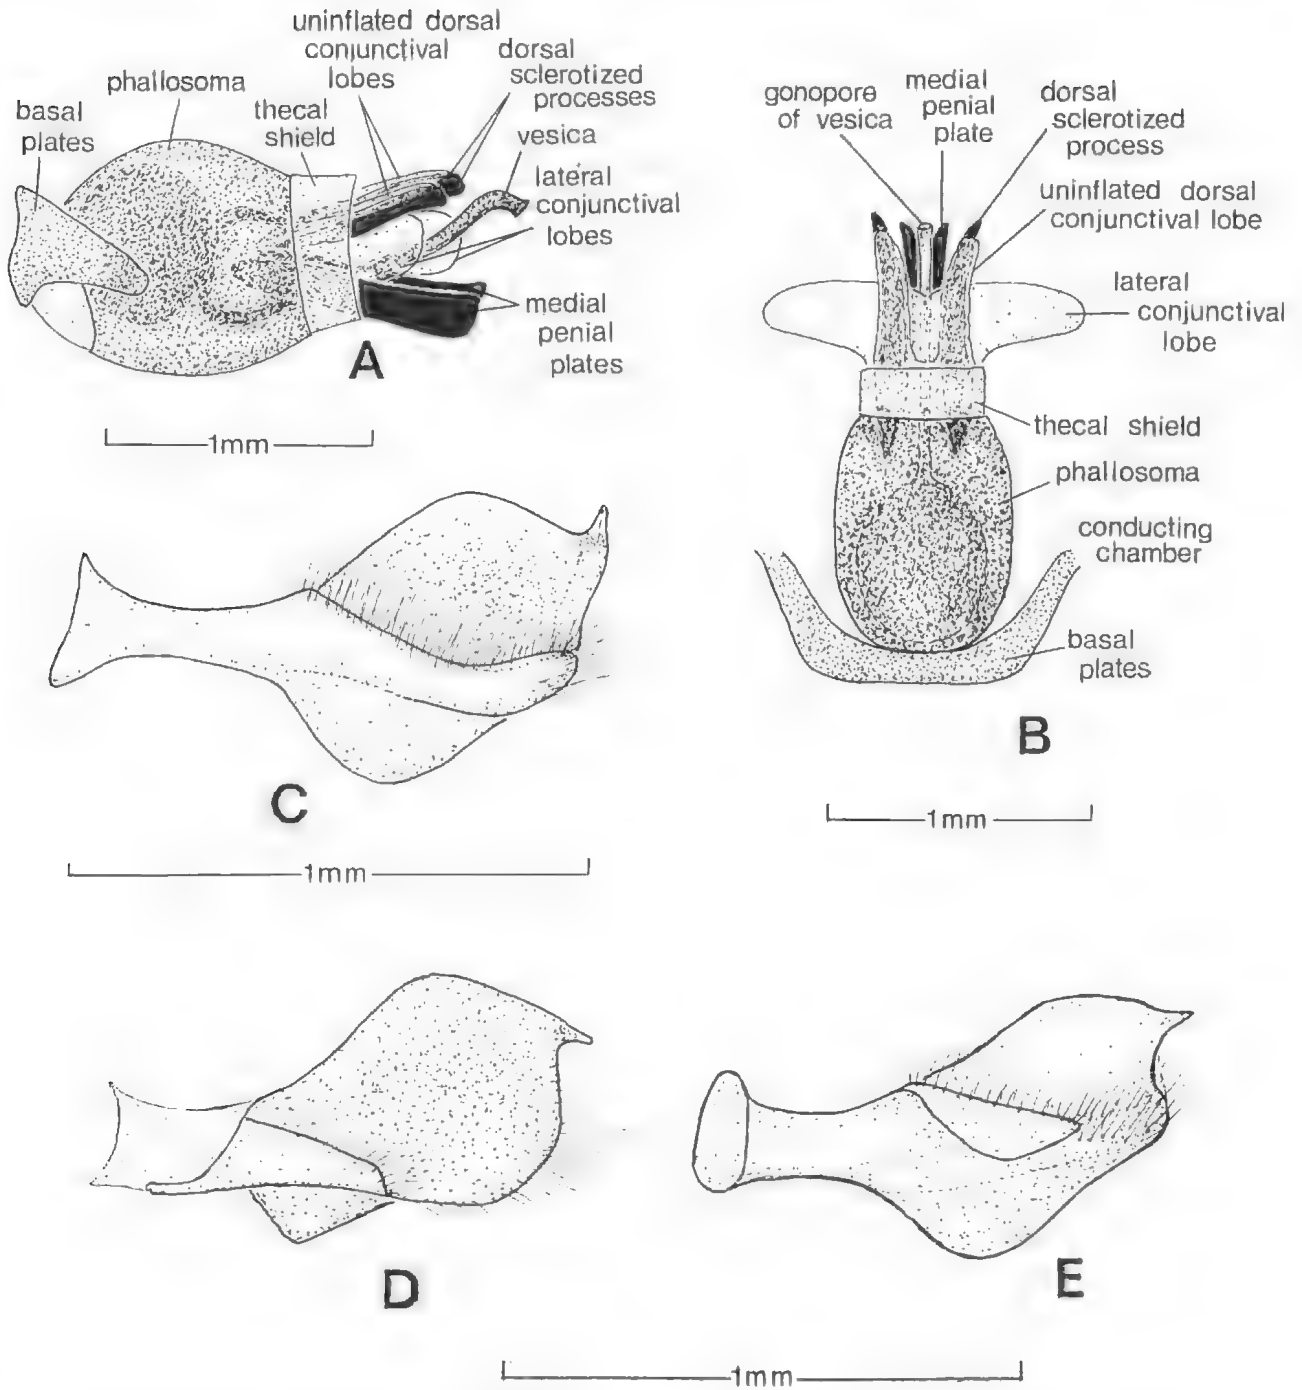 uninflated dorsal
conjunctival
lobes
dorsal
sclerotized
processes
phallosoma
basal
plates
thecal
shield
vesica
lateral
conjunctival
lobes
medial
penial
plates
A
1mm
gonopore
of vesica
medial
penial
plate
dorsal
sclerotized
process
uninflated dorsal
conjunctival lobe
lateral
conjunctival
lobe
thecal shield
phallosoma
conducting
chamber
basal
plates
B
1mm
C
1mm
D
E
1mm